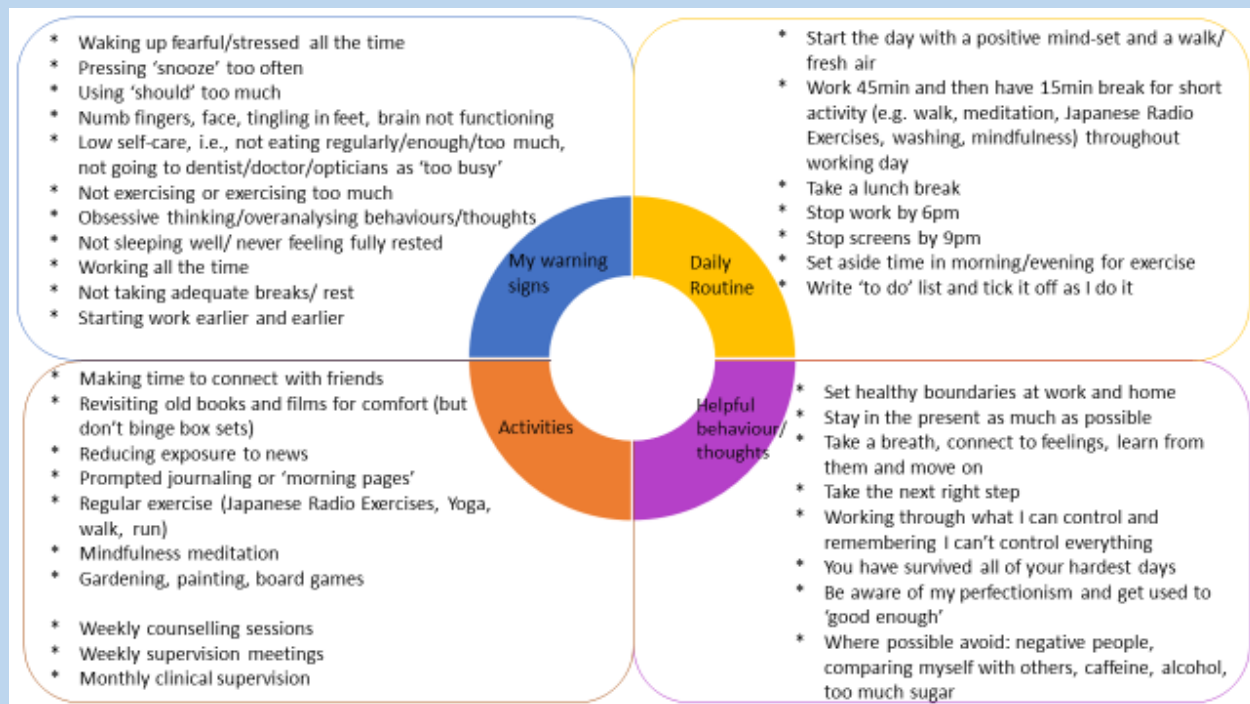 * Waking up fearful/stressed all the time
* Pressing ‘snooze’ too often
* Using ‘should’ too much
* Numb fingers, face, tingling in feet, brain not functioning
* Low self-care, i.e., not eating regularly/enough/too much,
not going to dentist/doctor/opticians as ‘too busy’
* Not exercising or exercising too much
* Obsessive thinking/overanalysing behaviours/thoughts
* Not sleeping well/ never feeling fully rested
* Working all the time
* Not taking adequate breaks/ rest
* Starting work earlier and earlier
My warning
signs
* Start the day with a positive mind-set and a walk/
fresh air
* Work 45min and then have 15min break for short
activity (e.g. walk, meditation, Japanese Radio
Exercises, washing, mindfulness) throughout
working day
* Take a lunch break
* Stop work by 6pm
* Stop screens by 9pm
* Set aside time in morning/evening for exercise
* Write ‘to do’ list and tick it off as I do it
Daily
Routine
* Making time to connect with friends
* Revisiting old books and films for comfort (but
don’t binge box sets)
* Reducing exposure to news
* Prompted journaling or ‘morning pages’
* Regular exercise (Japanese Radio Exercises, Yoga,
walk, run)
* Mindfulness meditation
* Gardening, painting, board games
* Weekly counselling sessions
* Weekly supervision meetings
* Monthly clinical supervision
Activities
Helpful
behaviour/
thoughts
* Set healthy boundaries at work and home
* Stay in the present as much as possible
* Take a breath, connect to feelings, learn from
them and move on
* Take the next right step
* Working through what I can control and
remembering I can’t control everything
* You have survived all of your hardest days
* Be aware of my perfectionism and get used to
‘good enough’
* Where possible avoid: negative people,
comparing myself with others, caffeine, alcohol,
too much sugar